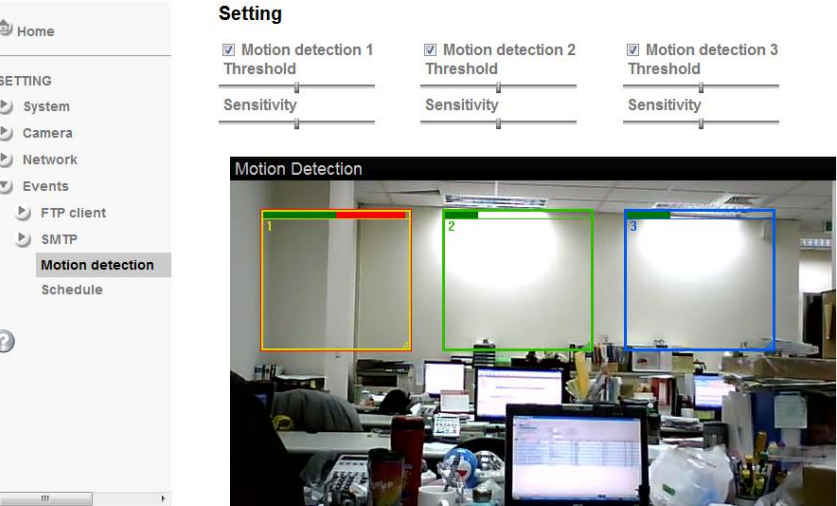 Setting
Home
Motion detection 1
Motion detection 2
Motion detection 3
Threshold
Threshold
Threshold
SETTING
Sensitivity
Sensitivity
Sensitivity
System
Camera
Network
Events
FTP client
SMTP
Motion detection
Schedule
?
Motion Detection
1
2
3